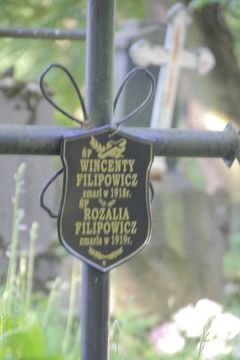 ŚP
WINCENTY
FILIPOWICZ
zmarł w 1918r.
ŚP
ROZALIA
FILIPOWICZ
zmarła w 1919r.